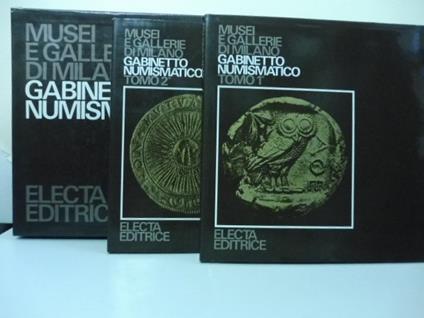 MUSEI
E GALLERIE
DI MILA
GABINE
NUMISM
ELECTA
EDITRICE
MUSEI
E GALLERIE
DI MILANO
GABINETTO
NUMISMATICO
TOMO 2
ELECTA
EDITRICE
MUSEI
E GALLERIE
DI MILANO
GABINETTO
NUMISMATICO
TOMO 1
ΑΘΕ
ELECTA
EDITRICE